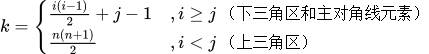 k = { i(i−1)/2 + j − 1 , i ≥ j （下三角区和主对角线元素）
n(n+1)/2 , i < j （上三角区）